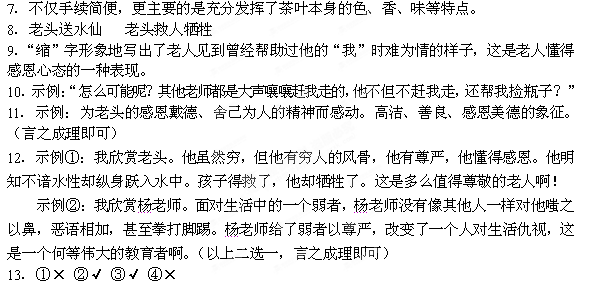 7. 不仅手续简便，更主要的是充分发挥了茶叶本身的色、香、味等特点。
8. 老头送水仙 老头救人牺牲
9. “缩”字形象地写出了老人见到曾经帮助过他的“我”时难为情的样子，这是老人懂得
感恩心态的一种表现。
10. 示例：“怎么可能呢？其他老师都是大声嚷嚷赶我走的，他不但不赶我走，还帮我捡瓶子？”
11. 示例：为老头的感恩戴德、舍己为人的精神而感动。高洁、善良、感恩美德的象征。
（言之成理即可）
12. 示例①：我欣赏老头。他虽然穷，但他有穷人的风骨，他有尊严，他懂得感恩。他明
知不谙水性却纵身跃入水中。孩子得救了，他却牺牲了。这是多么值得尊敬的老人啊！
示例②：我欣赏杨老师。面对生活中的一个弱者，杨老师没有像其他人一样对他嗤之
以鼻，恶语相加，甚至拳打脚踢。杨老师给了弱者以尊严，改变了一个人对生活仇视，这
是一个何等伟大的教育者啊。（以上二选一，言之成理即可）
13. ①× ②√ ③√ ④×